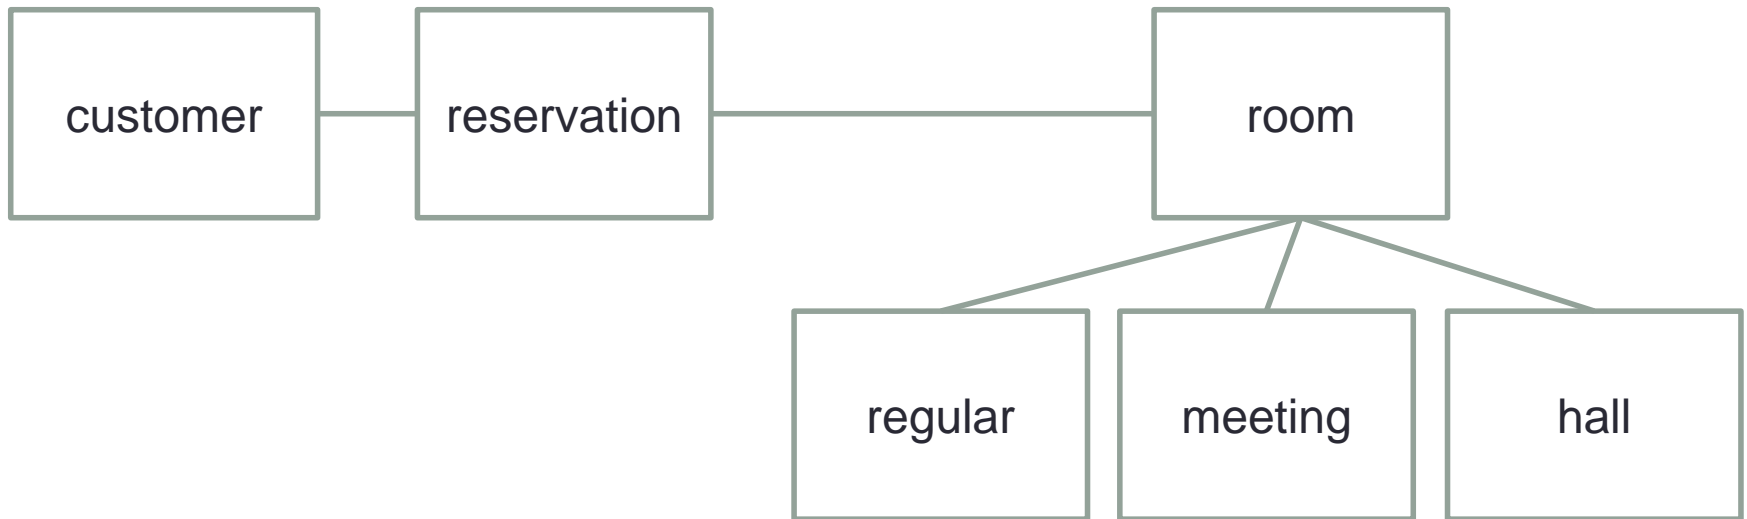 customer
reservation
room
regular
meeting
hall